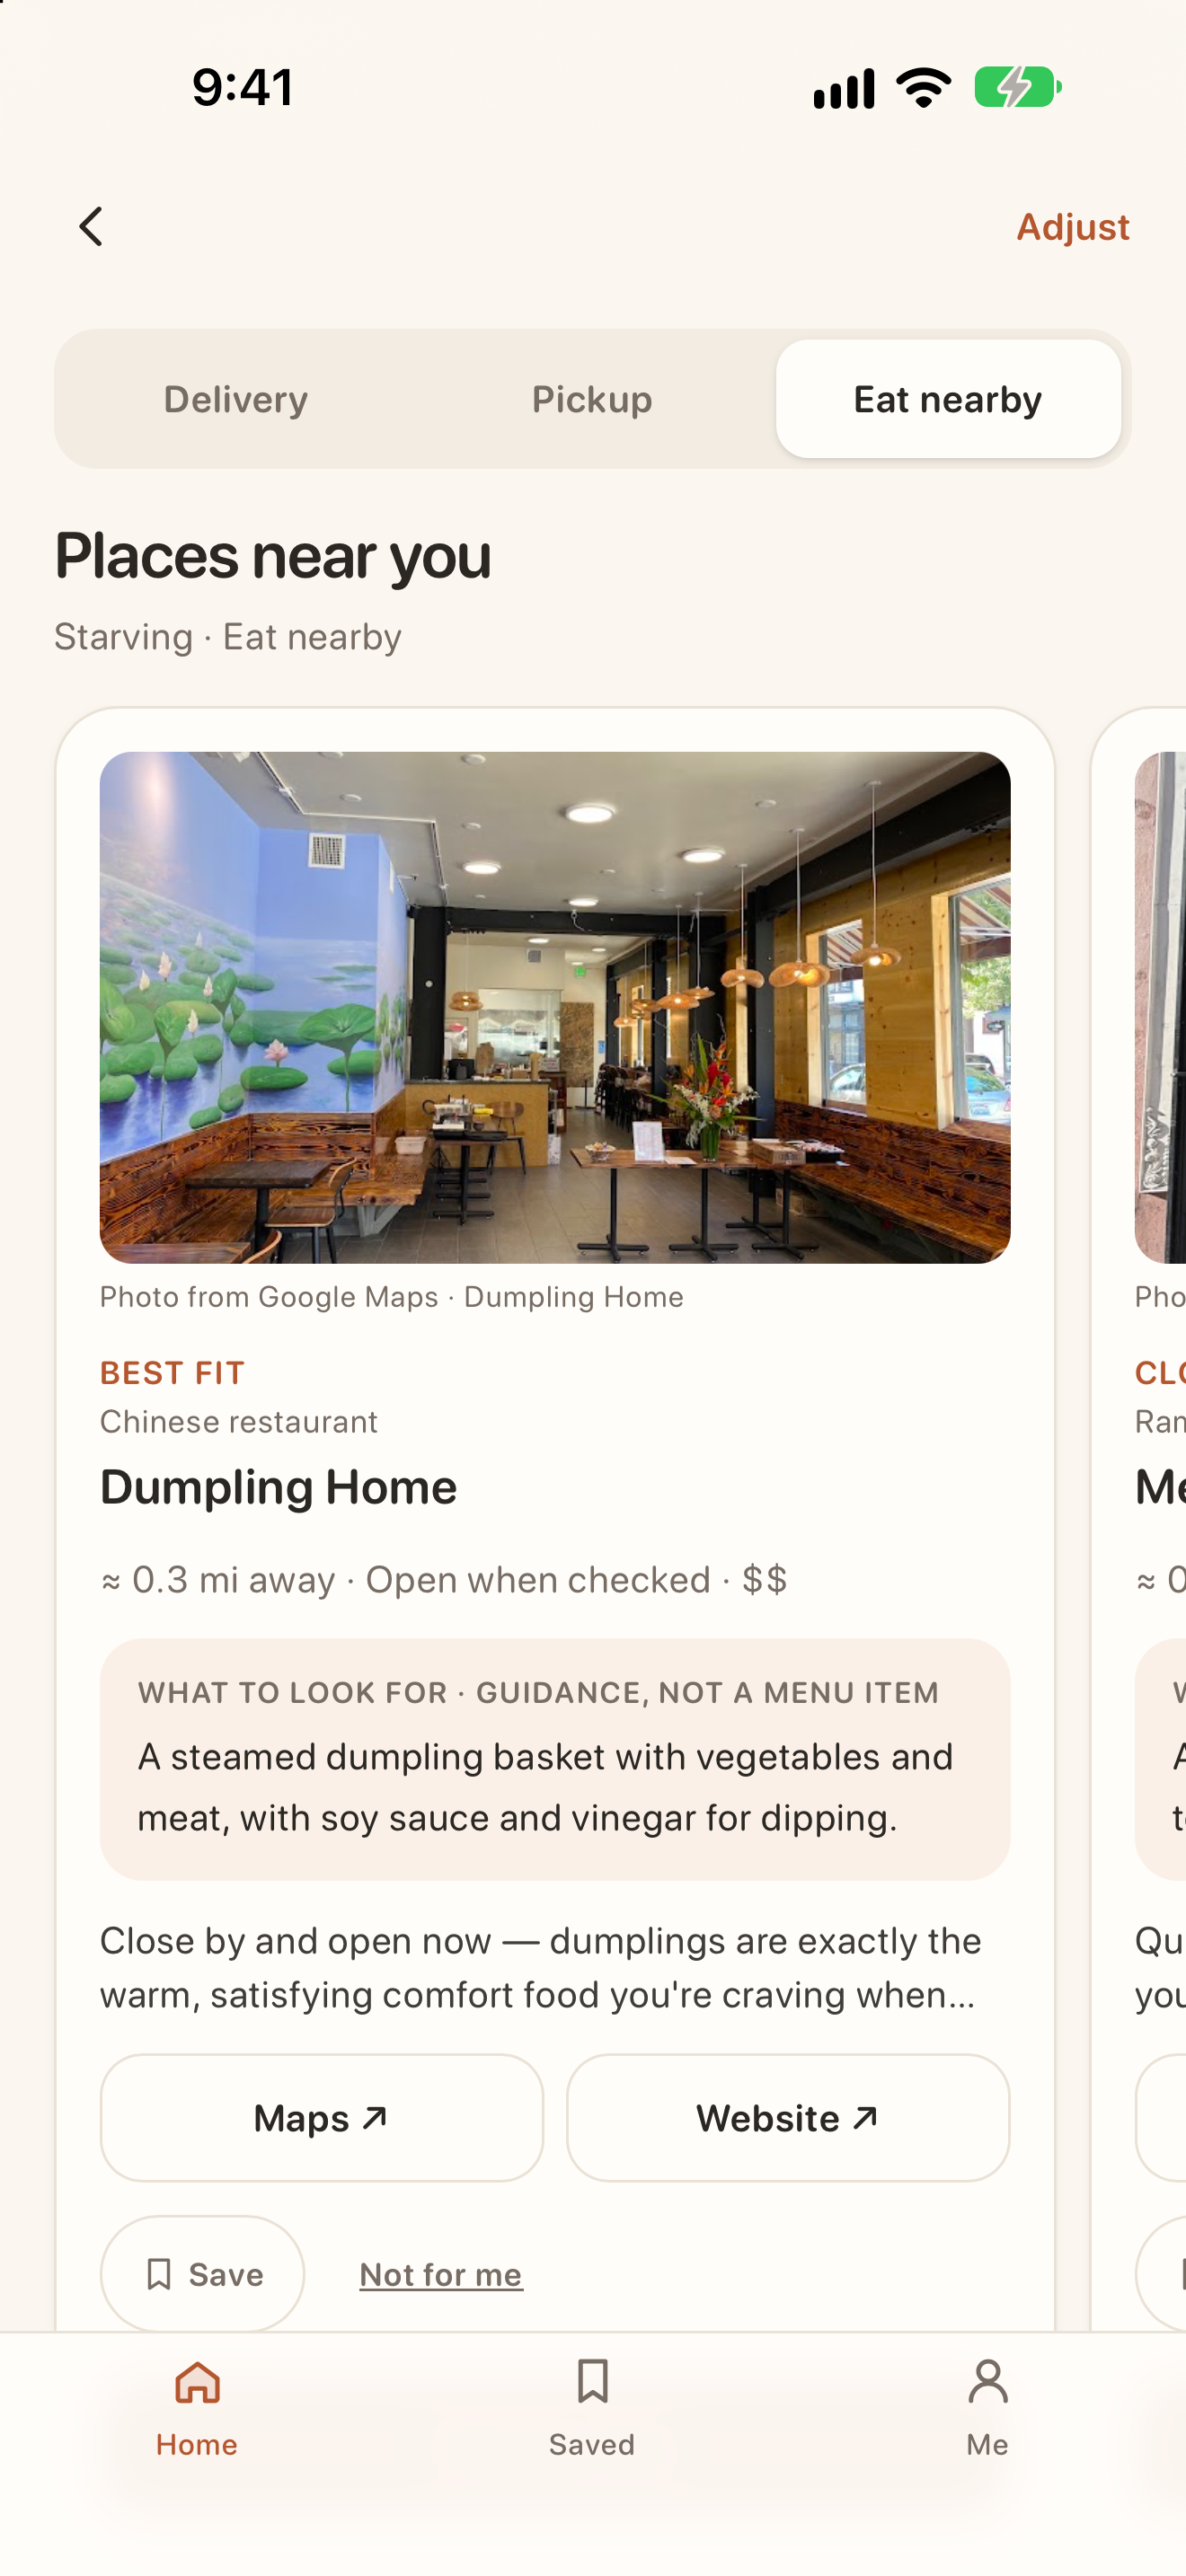 9:41
Adjust
Delivery
Pickup
Eat nearby
Places near you
Starving · Eat nearby
Photo from Google Maps · Dumpling Home
BEST FIT
Chinese restaurant
Dumpling Home
≈ 0.3 mi away · Open when checked · $$
WHAT TO LOOK FOR · GUIDANCE, NOT A MENU ITEM
A steamed dumpling basket with vegetables and
meat, with soy sauce and vinegar for dipping.
Close by and open now — dumplings are exactly the
warm, satisfying comfort food you're craving when...
Maps ↗
Website ↗
Save
Not for me
Home
Saved
Me